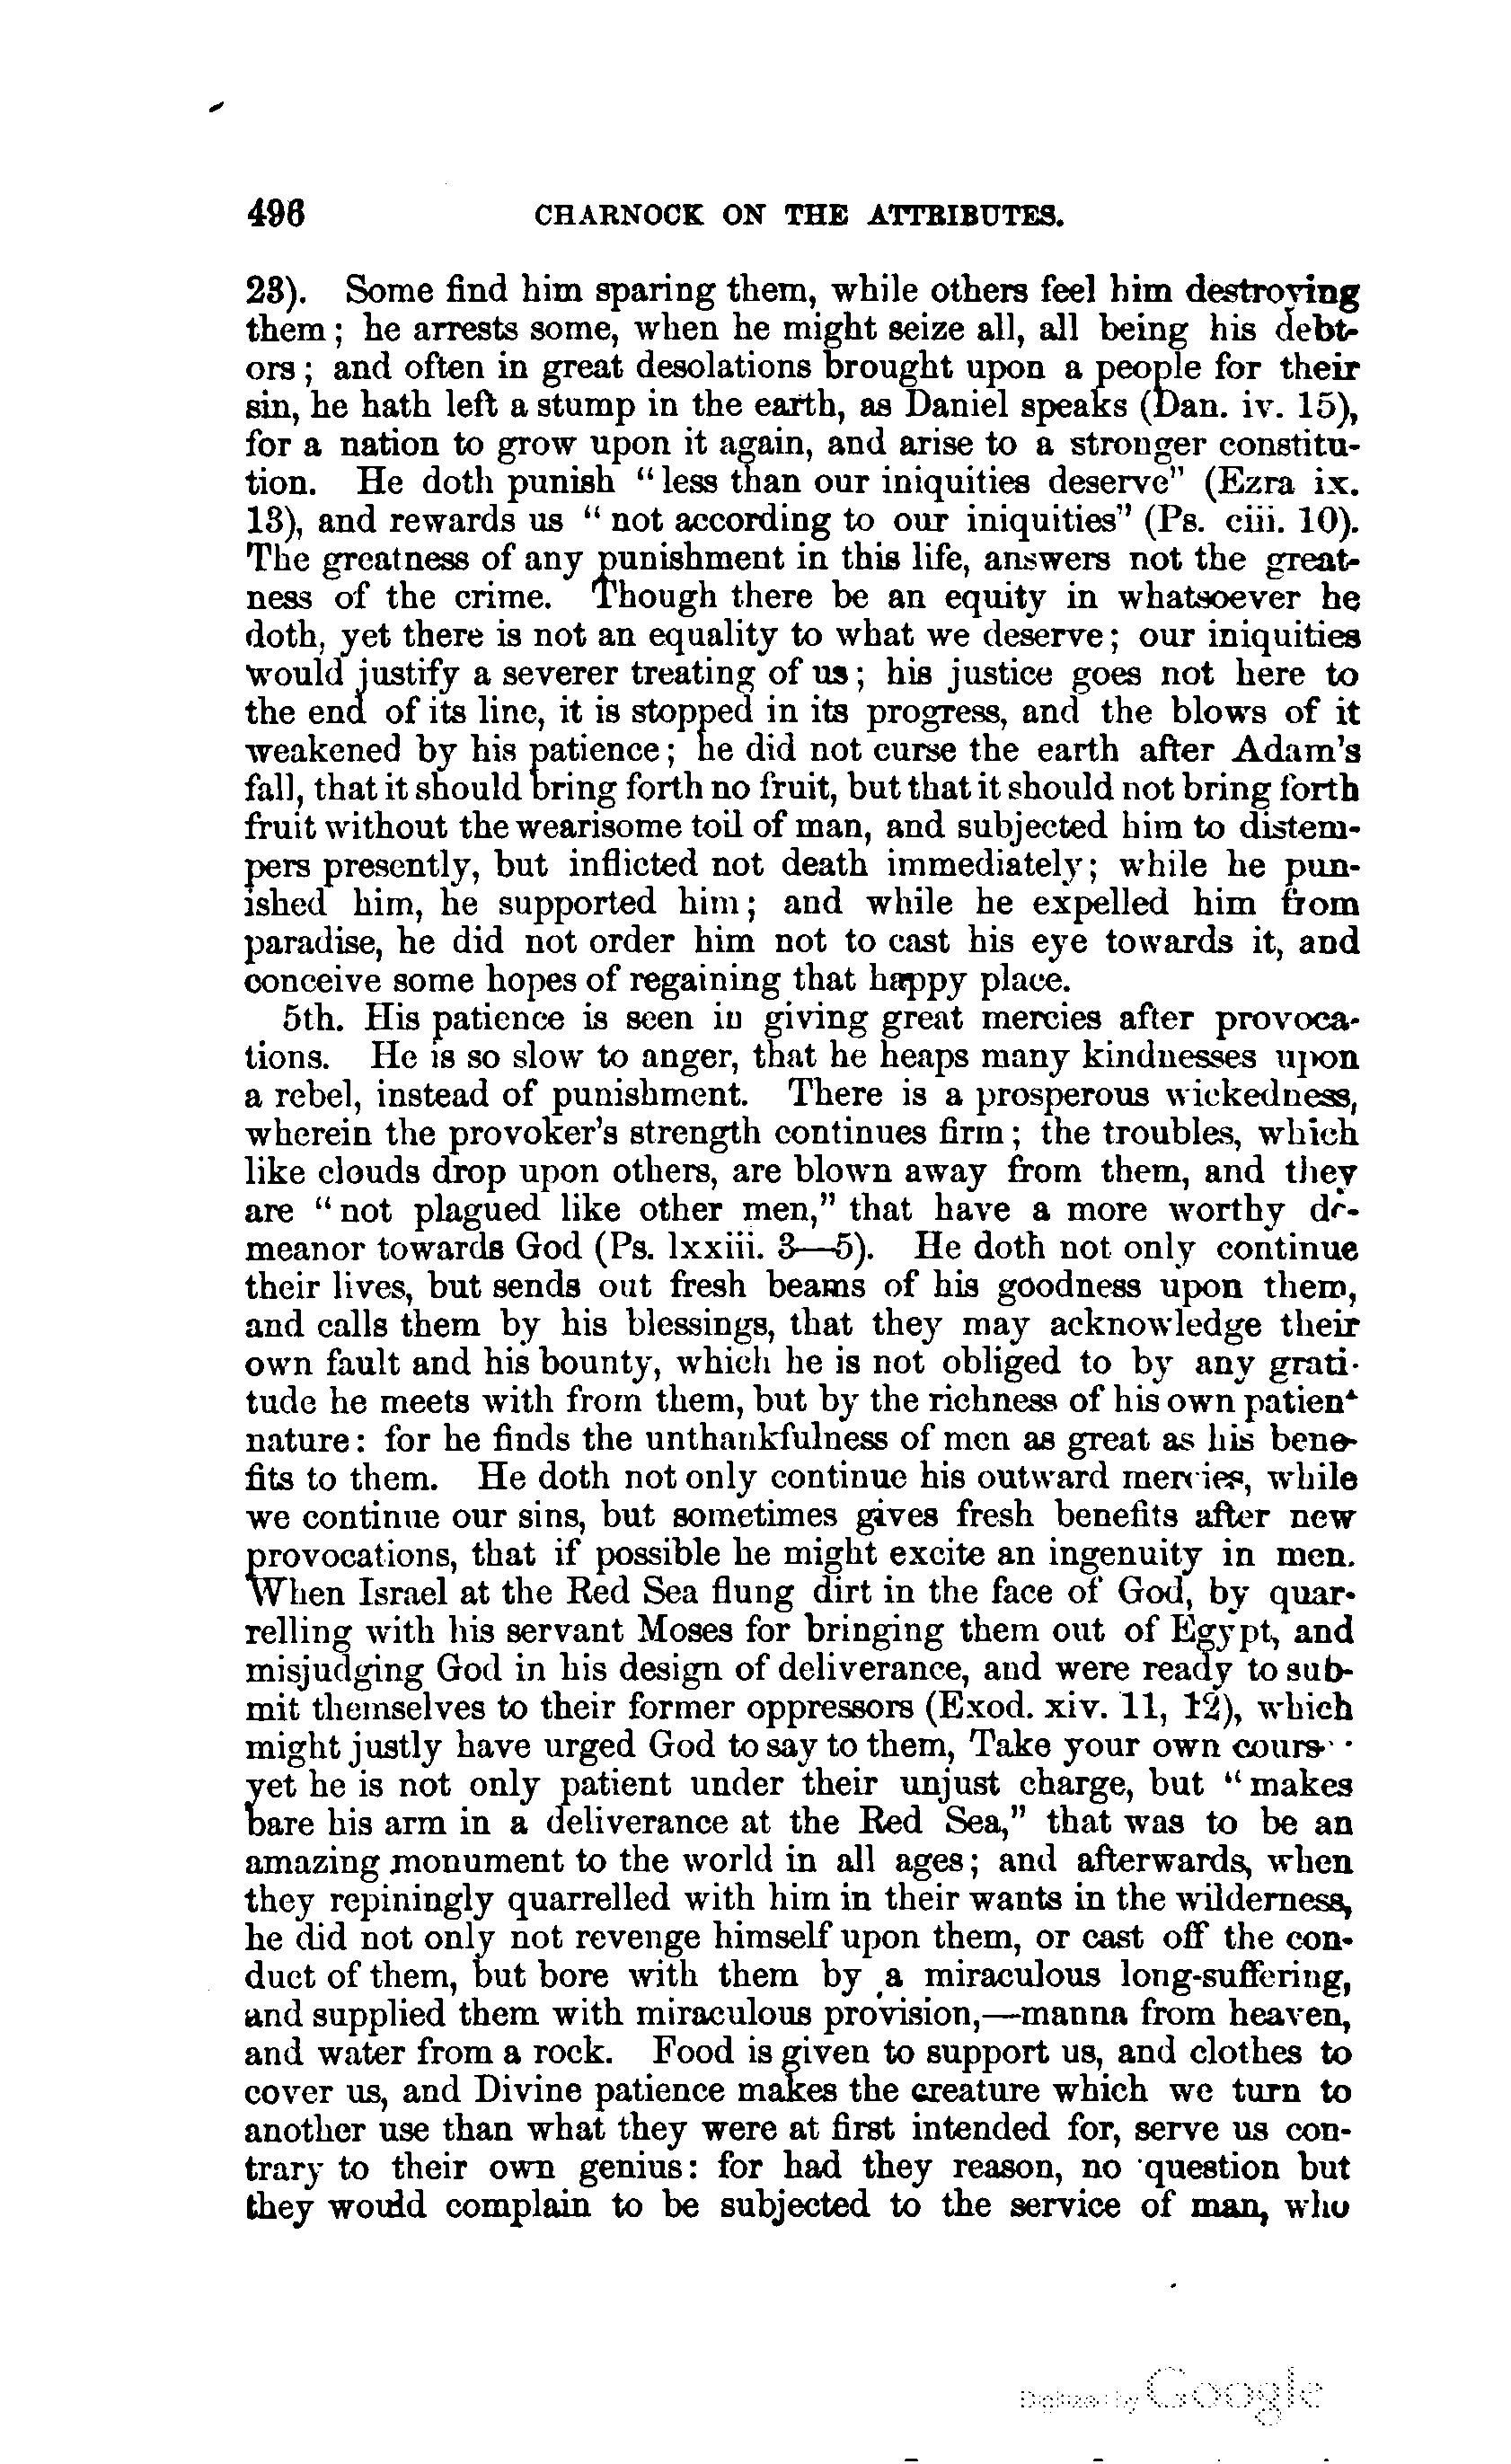 496 CHARNOCK ON THE ATTRIBUTES.
23). Some find him sparing them, while others feel him destroying
them; he arrests some, when he might seize all, all being his debt-
ors; and often in great desolations brought upon a people for their
sin, he hath left a stump in the earth, as Daniel speaks (Dan. iv. 15),
for a nation to grow upon it again, and arise to a stronger constitu-
tion. He doth punish "less than our iniquities deserve" (Ezra ix.
13), and rewards us "not according to our iniquities" (Ps. ciii. 10).
The greatness of any punishment in this life, answers not the great-
ness of the crime. Though there be an equity in whatsoever he
doth, yet there is not an equality to what we deserve; our iniquities
would justify a severer treating of us; his justice goes not here to
the end of its line, it is stopped in its progress, and the blows of it
weakened by his patience; he did not curse the earth after Adam's
fall, that it should bring forth no fruit, but that it should not bring forth
fruit without the wearisome toil of man, and subjected him to distem-
pers presently, but inflicted not death immediately; while he pun-
ished him, he supported him; and while he expelled him from
paradise, he did not order him not to cast his eye towards it, and
conceive some hopes of regaining that happy place.
5th. His patience is seen in giving great mercies after provoca-
tions. He is so slow to anger, that he heaps many kindnesses upon
a rebel, instead of punishment. There is a prosperous wickedness,
wherein the provoker's strength continues firm; the troubles, which
like clouds drop upon others, are blown away from them, and they
are "not plagued like other men," that have a more worthy de-
meanor towards God (Ps. lxxiii. 3—5). He doth not only continue
their lives, but sends out fresh beams of his goodness upon them,
and calls them by his blessings, that they may acknowledge their
own fault and his bounty, which he is not obliged to by any grati-
tude he meets with from them, but by the richness of his own patient
nature: for he finds the unthankfulness of men as great as his bene-
fits to them. He doth not only continue his outward mercies, while
we continue our sins, but sometimes gives fresh benefits after new
provocations, that if possible he might excite an ingenuity in men.
When Israel at the Red Sea flung dirt in the face of God, by quar-
relling with his servant Moses for bringing them out of Egypt, and
misjudging God in his design of deliverance, and were ready to sub-
mit themselves to their former oppressors (Exod. xiv. 11, 12), which
might justly have urged God to say to them, Take your own course
yet he is not only patient under their unjust charge, but "makes
bare his arm in a deliverance at the Red Sea," that was to be an
amazing monument to the world in all ages; and afterwards, when
they repiningly quarrelled with him in their wants in the wilderness,
he did not only not revenge himself upon them, or cast off the con-
duct of them, but bore with them by a miraculous long-suffering,
and supplied them with miraculous provision,—manna from heaven,
and water from a rock. Food is given to support us, and clothes to
cover us, and Divine patience makes the creature which we turn to
another use than what they were at first intended for, serve us con-
trary to their own genius: for had they reason, no question but
they would complain to be subjected to the service of man, who
Digitized by Google